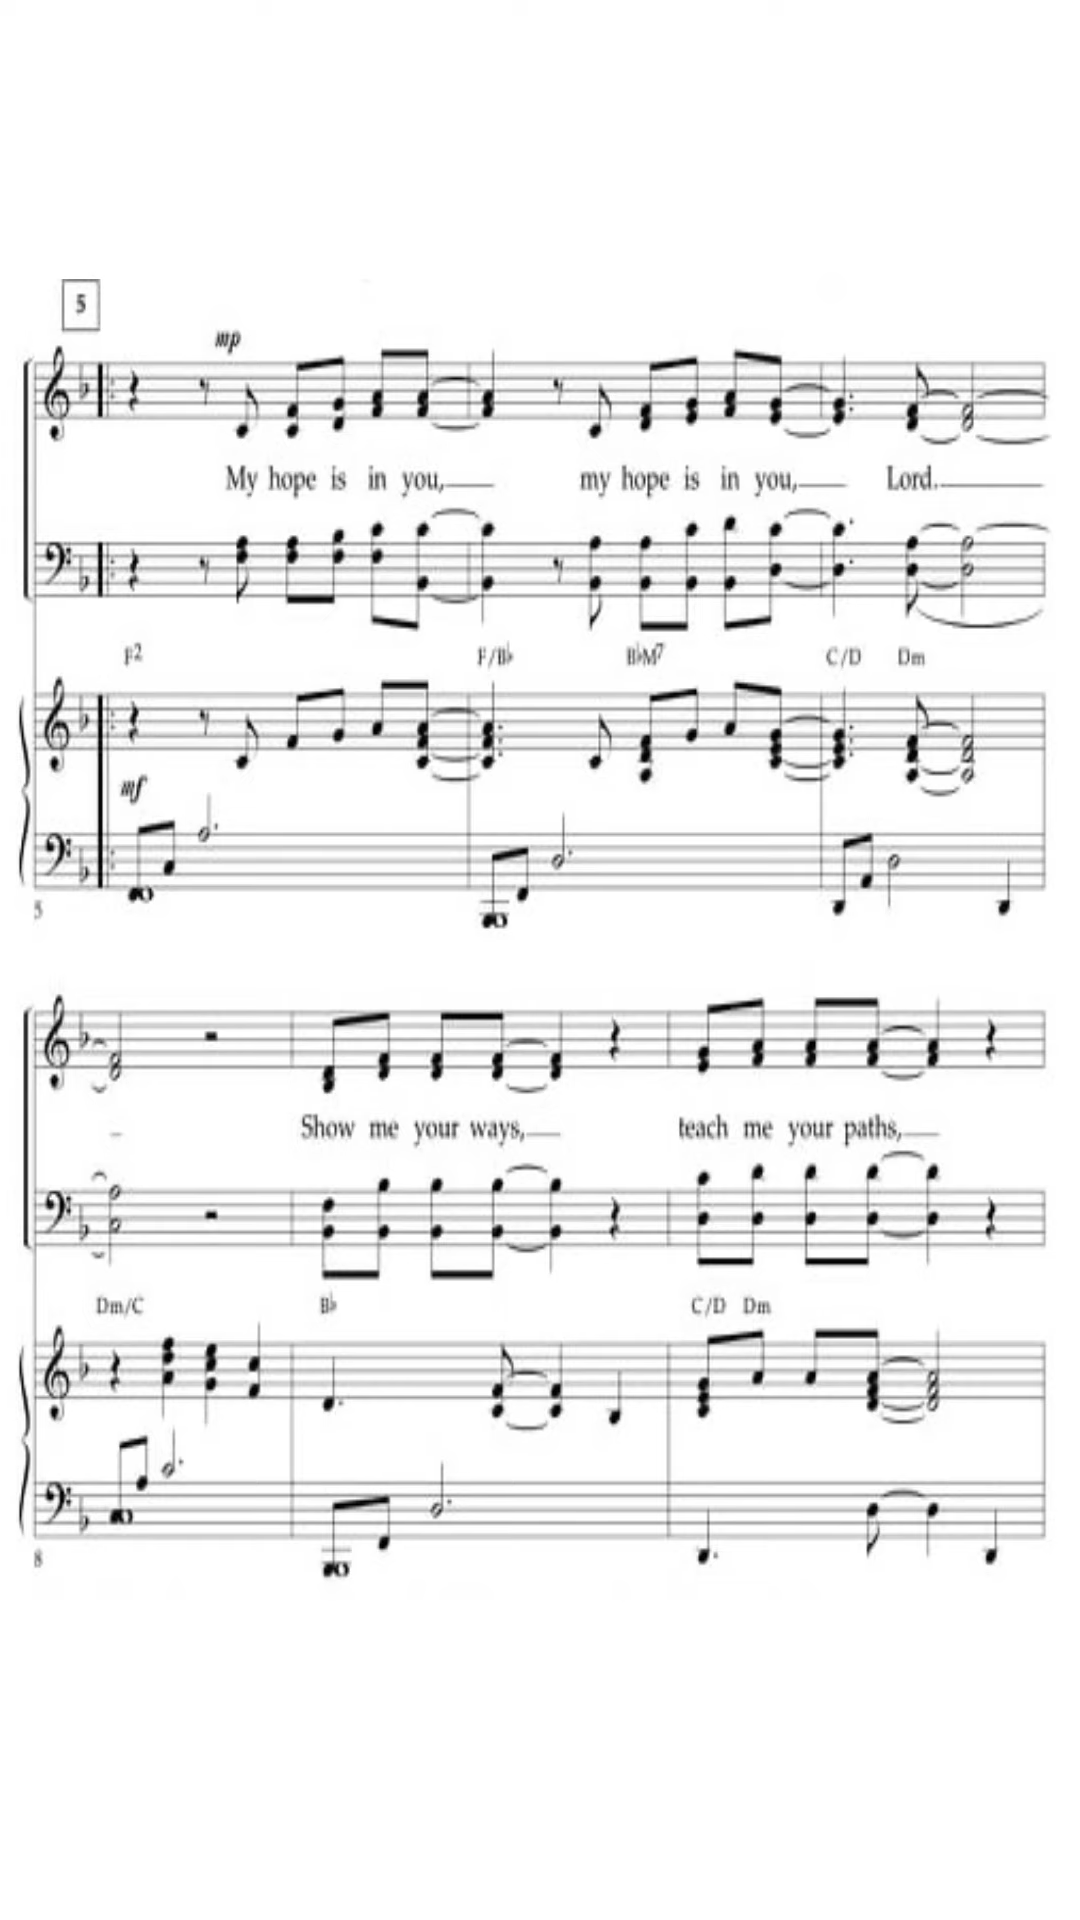 5
mp
My hope is in you, my hope is in you, Lord.
F2 F/B♭ B♭M7 C/D Dm
mf
5
Show me your ways, teach me your paths,
Dm/C B♭ C/D Dm
8